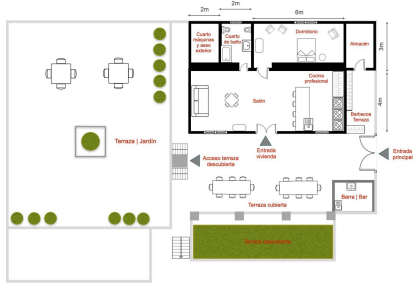 2m
2m
6m
Cuarto
máquinas
y aseo
exterior
Cuarto
de baño
Dormitorio
Almacén
3m
Cocina
profesional
Salón
4m
Barbacoa
Terraza
Terraza | Jardín
Acceso terraza
descubierta
Entrada
vivienda
Entrada
principal
Barra | Bar
Terraza cubierta
Terraza descubierta